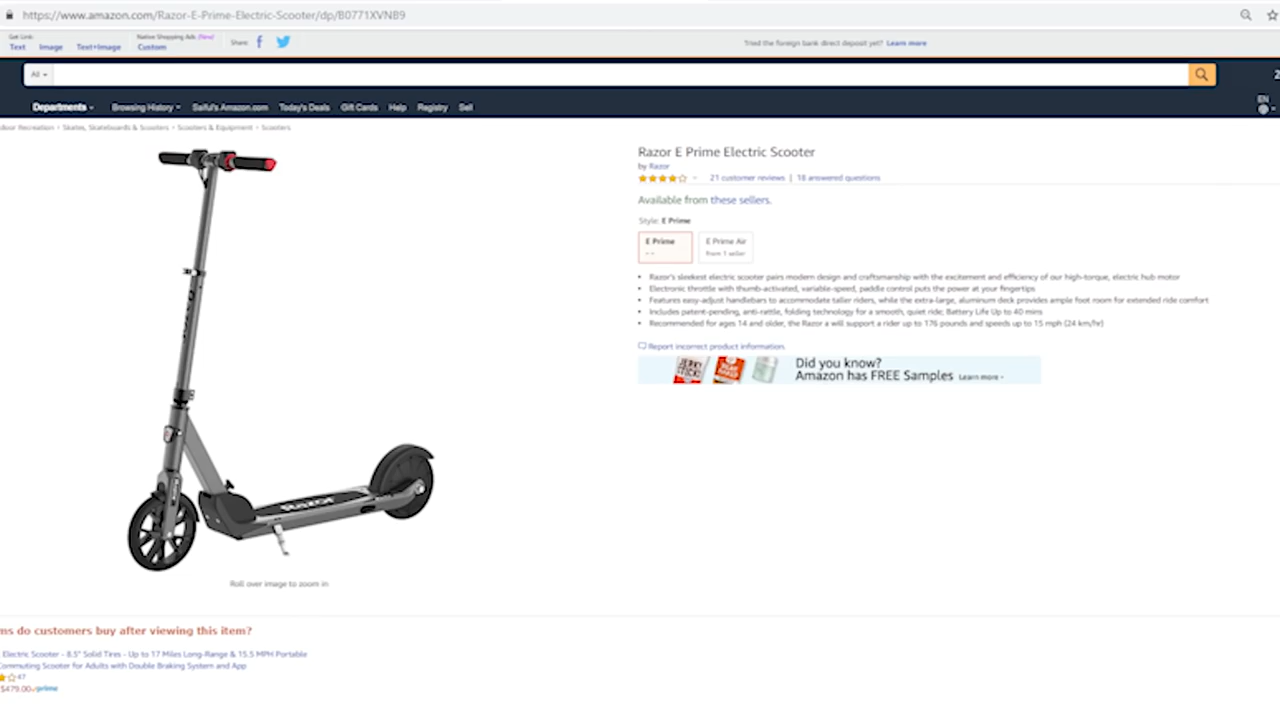 https://www.amazon.com/Razor-E-Prime-Electric-Scooter/dp/B0771XVNB9
Get Link:
Text Image Text+Image
Native Shopping Ads (New!)
Custom
Share:
Tried the foreign bank direct deposit yet? Learn more
All
Departments Browsing History Saiful's Amazon.com Today's Deals Gift Cards Help Registry Sell
EN
Recreation › Skates, Skateboards & Scooters › Scooters & Equipment › Scooters
Razor E Prime Electric Scooter
by Razor
21 customer reviews | 18 answered questions
Available from these sellers.
Style: E Prime
E Prime
--
E Prime Air
from 1 seller
• Razor's sleekest electric scooter pairs modern design and craftsmanship with the excitement and efficiency of our high-torque, electric hub motor
• Electronic throttle with thumb-activated, variable-speed, paddle control puts the power at your fingertips
• Features easy-adjust handlebars to accommodate taller riders, while the extra-large, aluminum deck provides ample foot room for extended ride comfort
• Includes patent-pending, anti-rattle, folding technology for a smooth, quiet ride; Battery Life Up to 40 mins
• Recommended for ages 14 and older, the Razor a will support a rider up to 176 pounds and speeds up to 15 mph (24 km/hr)
Report incorrect product information.
Did you know?
Amazon has FREE Samples Learn more ›
Razor
Roll over image to zoom in
ms do customers buy after viewing this item?
Electric Scooter - 8.5" Solid Tires - Up to 17 Miles Long-Range & 15.5 MPH Portable
Commuting Scooter for Adults with Double Braking System and App
47
$479.00 prime